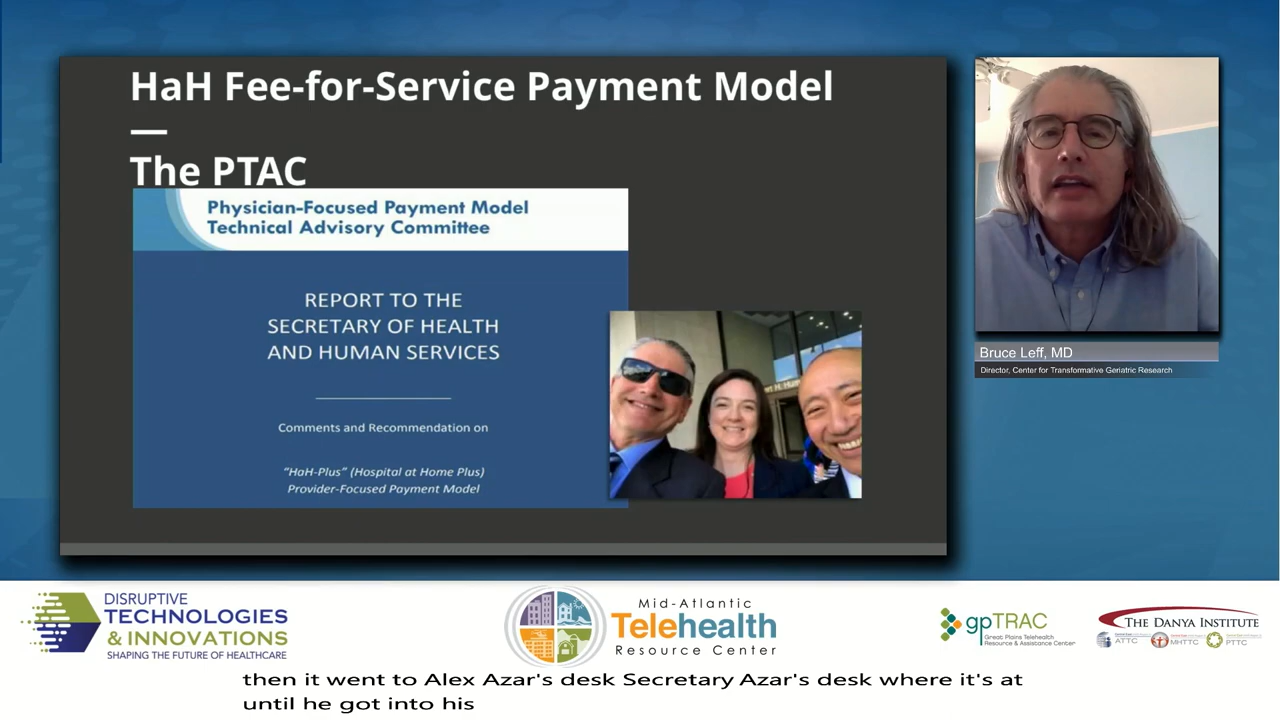 HaH Fee-for-Service Payment Model
—
The PTAC
Physician-Focused Payment Model
Technical Advisory Committee
REPORT TO THE
SECRETARY OF HEALTH
AND HUMAN SERVICES
Comments and Recommendation on
"HaH-Plus" (Hospital at Home Plus)
Provider-Focused Payment Model
Bruce Leff, MD
Director, Center for Transformative Geriatric Research
DISRUPTIVE
TECHNOLOGIES
& INNOVATIONS
SHAPING THE FUTURE OF HEALTHCARE
Mid-Atlantic
Telehealth
Resource Center
gpTRAC
Great Plains Telehealth
Resource & Assistance Center
THE DANYA INSTITUTE
ATTC
MHTTC
PTTC
then it went to Alex Azar's desk Secretary Azar's desk where it's at
until he got into his